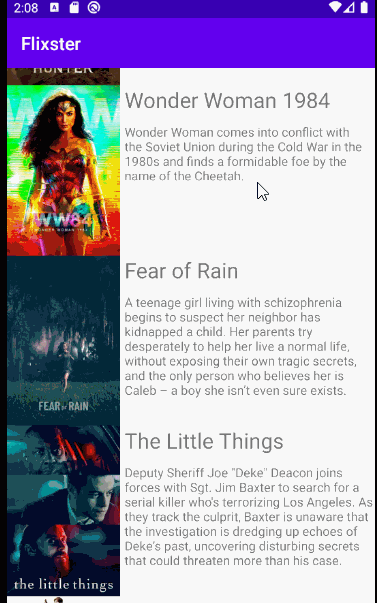 2:08
Flixster
HUNTER
Wonder Woman 1984
Wonder Woman comes into conflict with
the Soviet Union during the Cold War in the
1980s and finds a formidable foe by the
name of the Cheetah.
WW84
Fear of Rain
A teenage girl living with schizophrenia
begins to suspect her neighbor has
kidnapped a child. Her parents try
desperately to help her live a normal life,
without exposing their own tragic secrets,
and the only person who believes her is
Caleb – a boy she isn't even sure exists.
FEAR OF RAIN
The Little Things
Deputy Sheriff Joe "Deke" Deacon joins
forces with Sgt. Jim Baxter to search for a
serial killer who's terrorizing Los Angeles. As
they track the culprit, Baxter is unaware that
the investigation is dredging up echoes of
Deke's past, uncovering disturbing secrets
that could threaten more than his case.
the little things